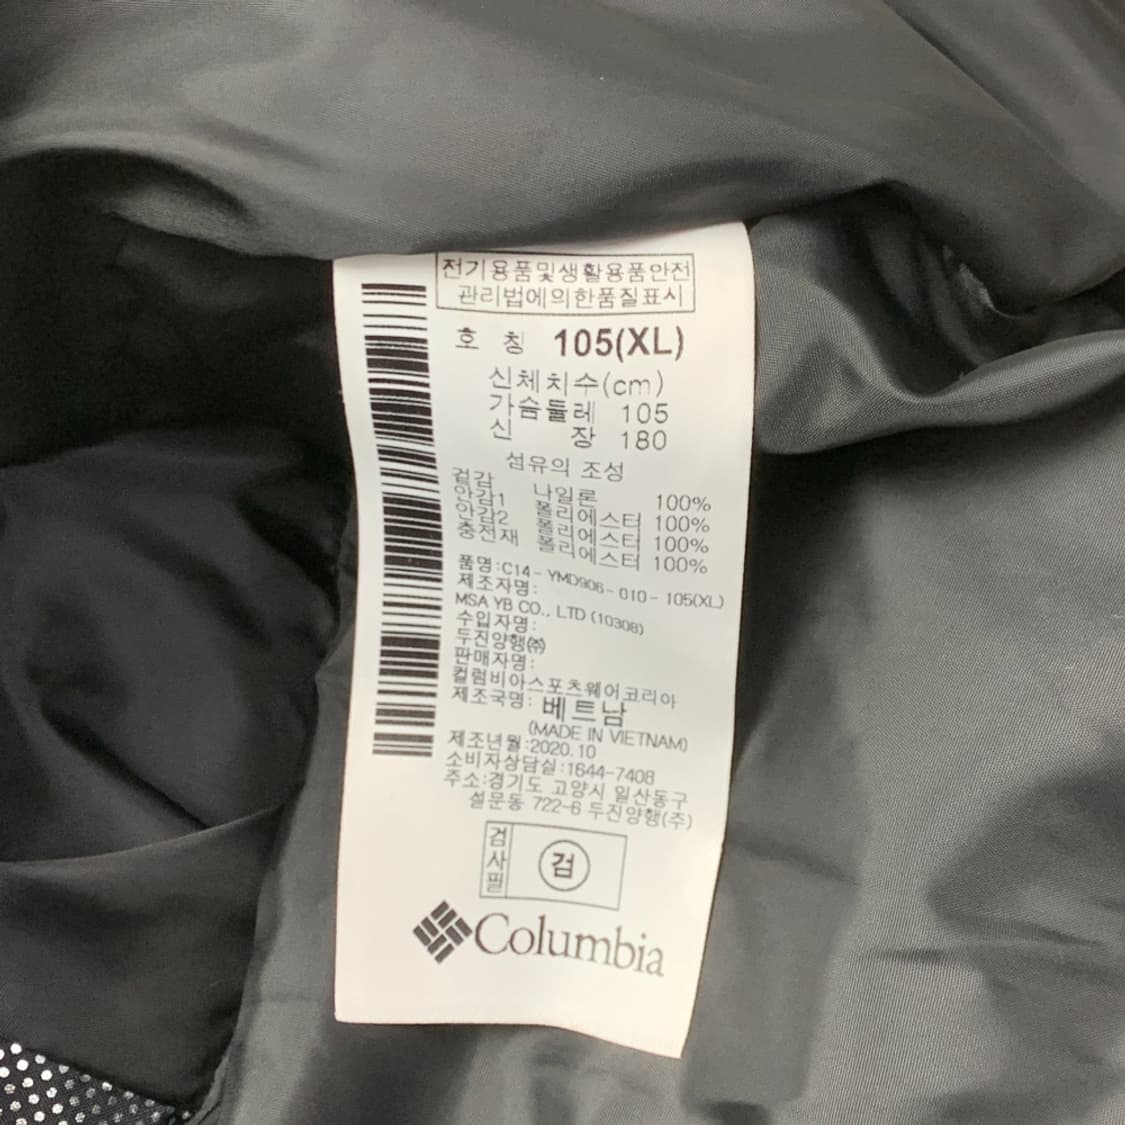 전기용품및생활용품안전
관리법에의한품질표시
호 칭 105(XL)
신체치수(cm)
가슴둘레 105
신 장 180
섬유의 조성
겉감 나일론 100%
안감1 폴리에스터 100%
안감2 폴리에스터 100%
충전재 폴리에스터 100%
품명:C14-YMD906-010-105(XL)
제조자명:
MSA YB CO., LTD (10308)
수입자명:
두진양행㈜
판매자명:
컬럼비아스포츠웨어코리아
제조국명: 베트남
(MADE IN VIETNAM)
제조년월:2020.10
소비자상담실:1644-7408
주소:경기도 고양시 일산동구
설문동 722-6 두진양행(주)
검사필 검
Columbia